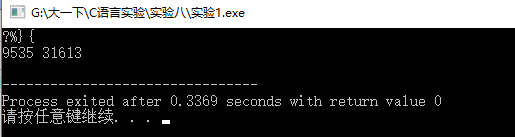 G:\大一下\C语言实验\实验八\实验1.exe
?%}{
9535 31613
--------------------------------
Process exited after 0.3369 seconds with return value 0
请按任意键继续. . .